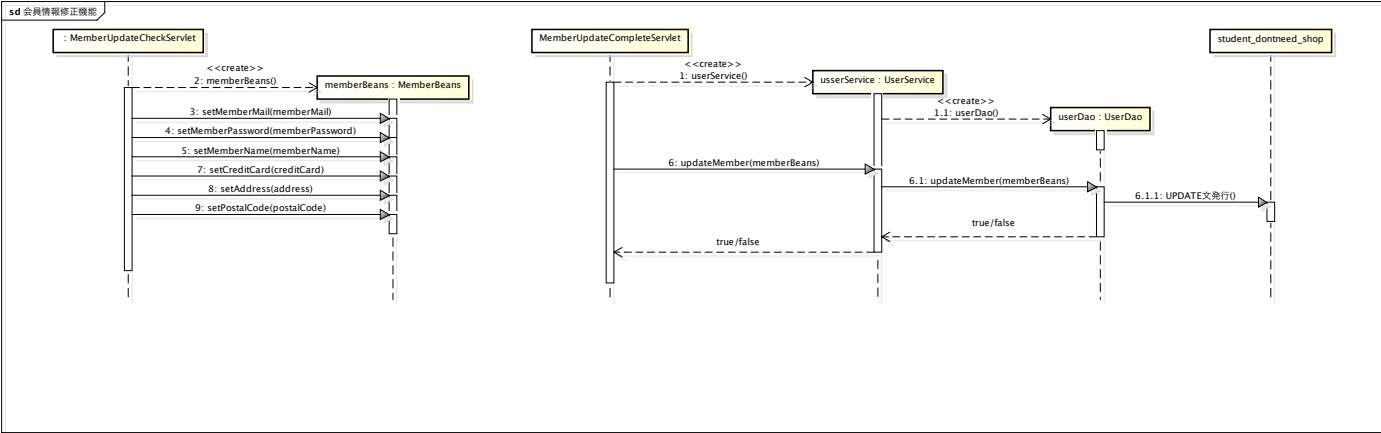 sd 会員情報修正機能
: MemberUpdateCheckServlet
MemberUpdateCompleteServlet
student_dontneed_shop
<<create>>
2: memberBeans()
memberBeans : MemberBeans
<<create>>
1: userService()
usserService : UserService
<<create>>
1.1: userDao()
userDao : UserDao
3: setMemberMail(memberMail)
4: setMemberPassword(memberPassword)
5: setMemberName(memberName)
7: setCreditCard(creditCard)
8: setAddress(address)
9: setPostalCode(postalCode)
6: updateMember(memberBeans)
6.1: updateMember(memberBeans)
6.1.1: UPDATE文発行()
true/false
true/false